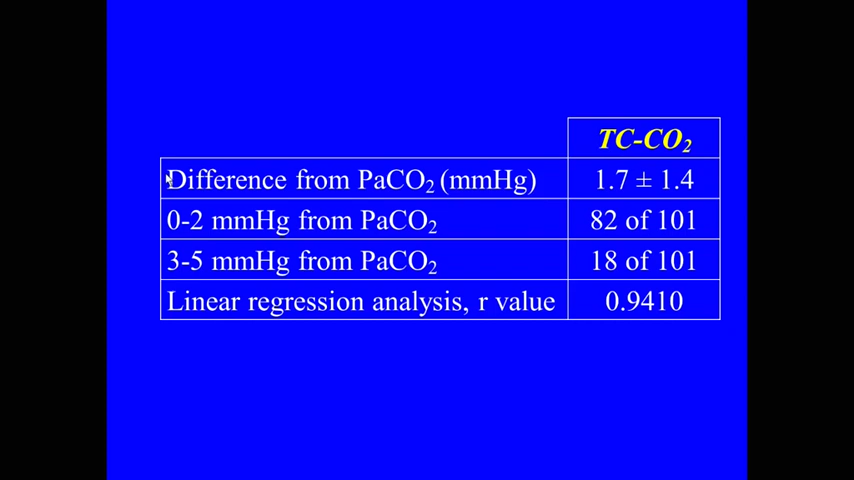 TC-CO₂
Difference from PaCO₂ (mmHg) 1.7 ± 1.4
0-2 mmHg from PaCO₂ 82 of 101
3-5 mmHg from PaCO₂ 18 of 101
Linear regression analysis, r value 0.9410